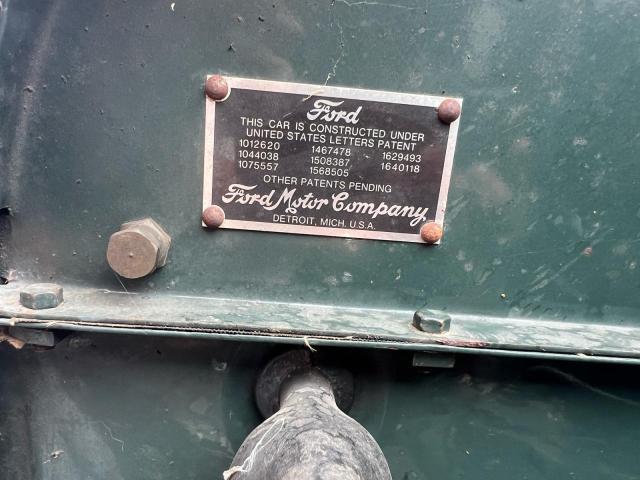 Ford
THIS CAR IS CONSTRUCTED UNDER
UNITED STATES LETTERS PATENT
1012620 1467478 1629493
1044038 1508387 1640118
1075557 1568505
OTHER PATENTS PENDING
Ford Motor Company
DETROIT, MICH. U.S.A.